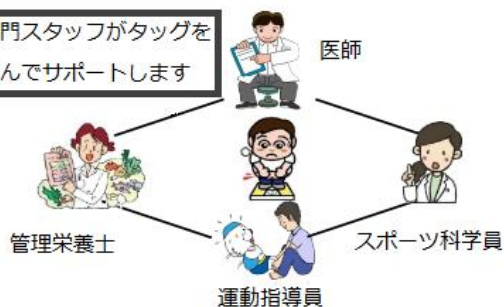 門スタッフがタッグを
んでサポートします
医師
管理栄養士
スポーツ科学員
運動指導員